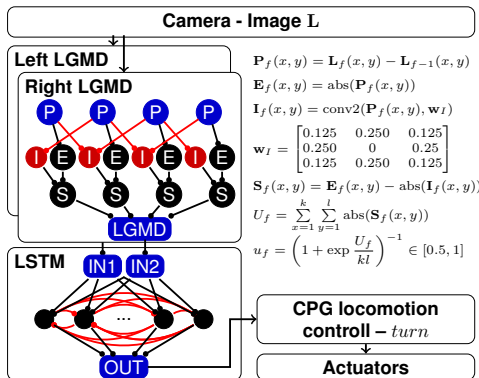 Camera - Image L
Left LGMD
Right LGMD
P P P P
I E I E I E I E
S S S S
LGMD
LSTM
IN1 IN2
...
OUT
P_f(x, y) = L_f(x, y) − L_{f−1}(x, y)
E_f(x, y) = abs(P_f(x, y))
I_f(x, y) = conv2(P_f(x, y), w_I)
w_I = [0.125 0.250 0.125
0.250 0 0.25
0.125 0.250 0.125]
S_f(x, y) = E_f(x, y) − abs(I_f(x, y))
U_f = ∑_{x=1}^{k} ∑_{y=1}^{l} abs(S_f(x, y))
u_f = (1 + exp U_f/kl)^{−1} ∈ [0.5, 1]
CPG locomotion
controll – turn
Actuators